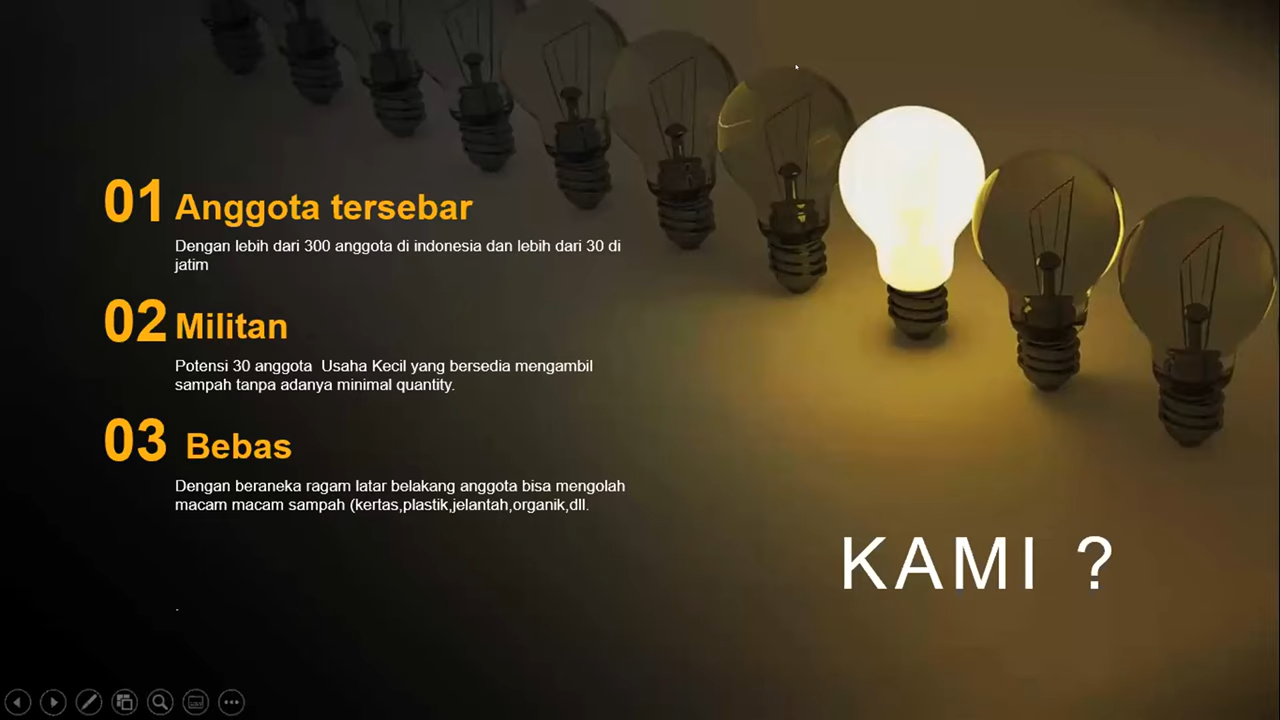 01 Anggota tersebar
Dengan lebih dari 300 anggota di indonesia dan lebih dari 30 di
jatim
02 Militan
Potensi 30 anggota  Usaha Kecil yang bersedia mengambil
sampah tanpa adanya minimal quantity.
03 Bebas
Dengan beraneka ragam latar belakang anggota bisa mengolah
macam macam sampah (kertas,plastik,jelantah,organik,dll.
.
KAMI ?